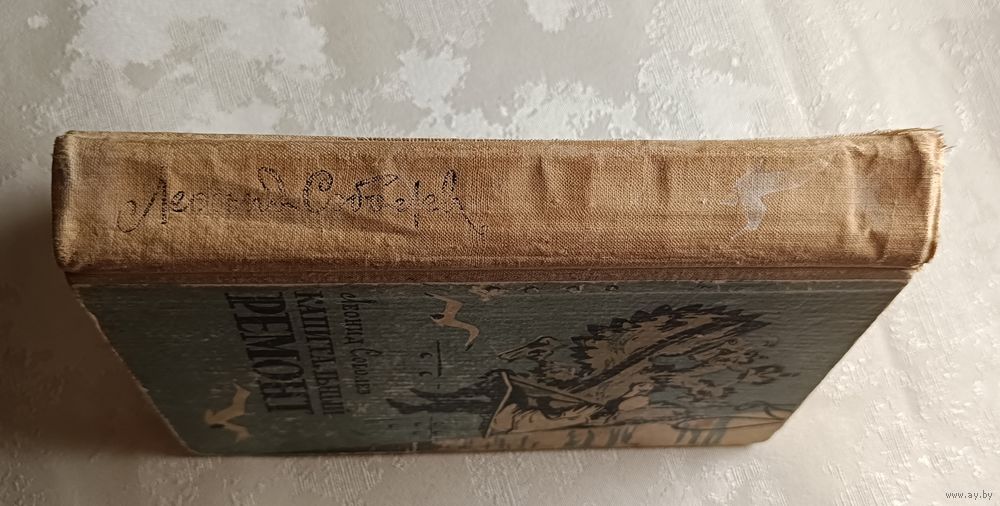 Леонид Соболев
Леонид Соболев
КАПИТАЛЬНЫЙ
РЕМОНТ
www.ay.by